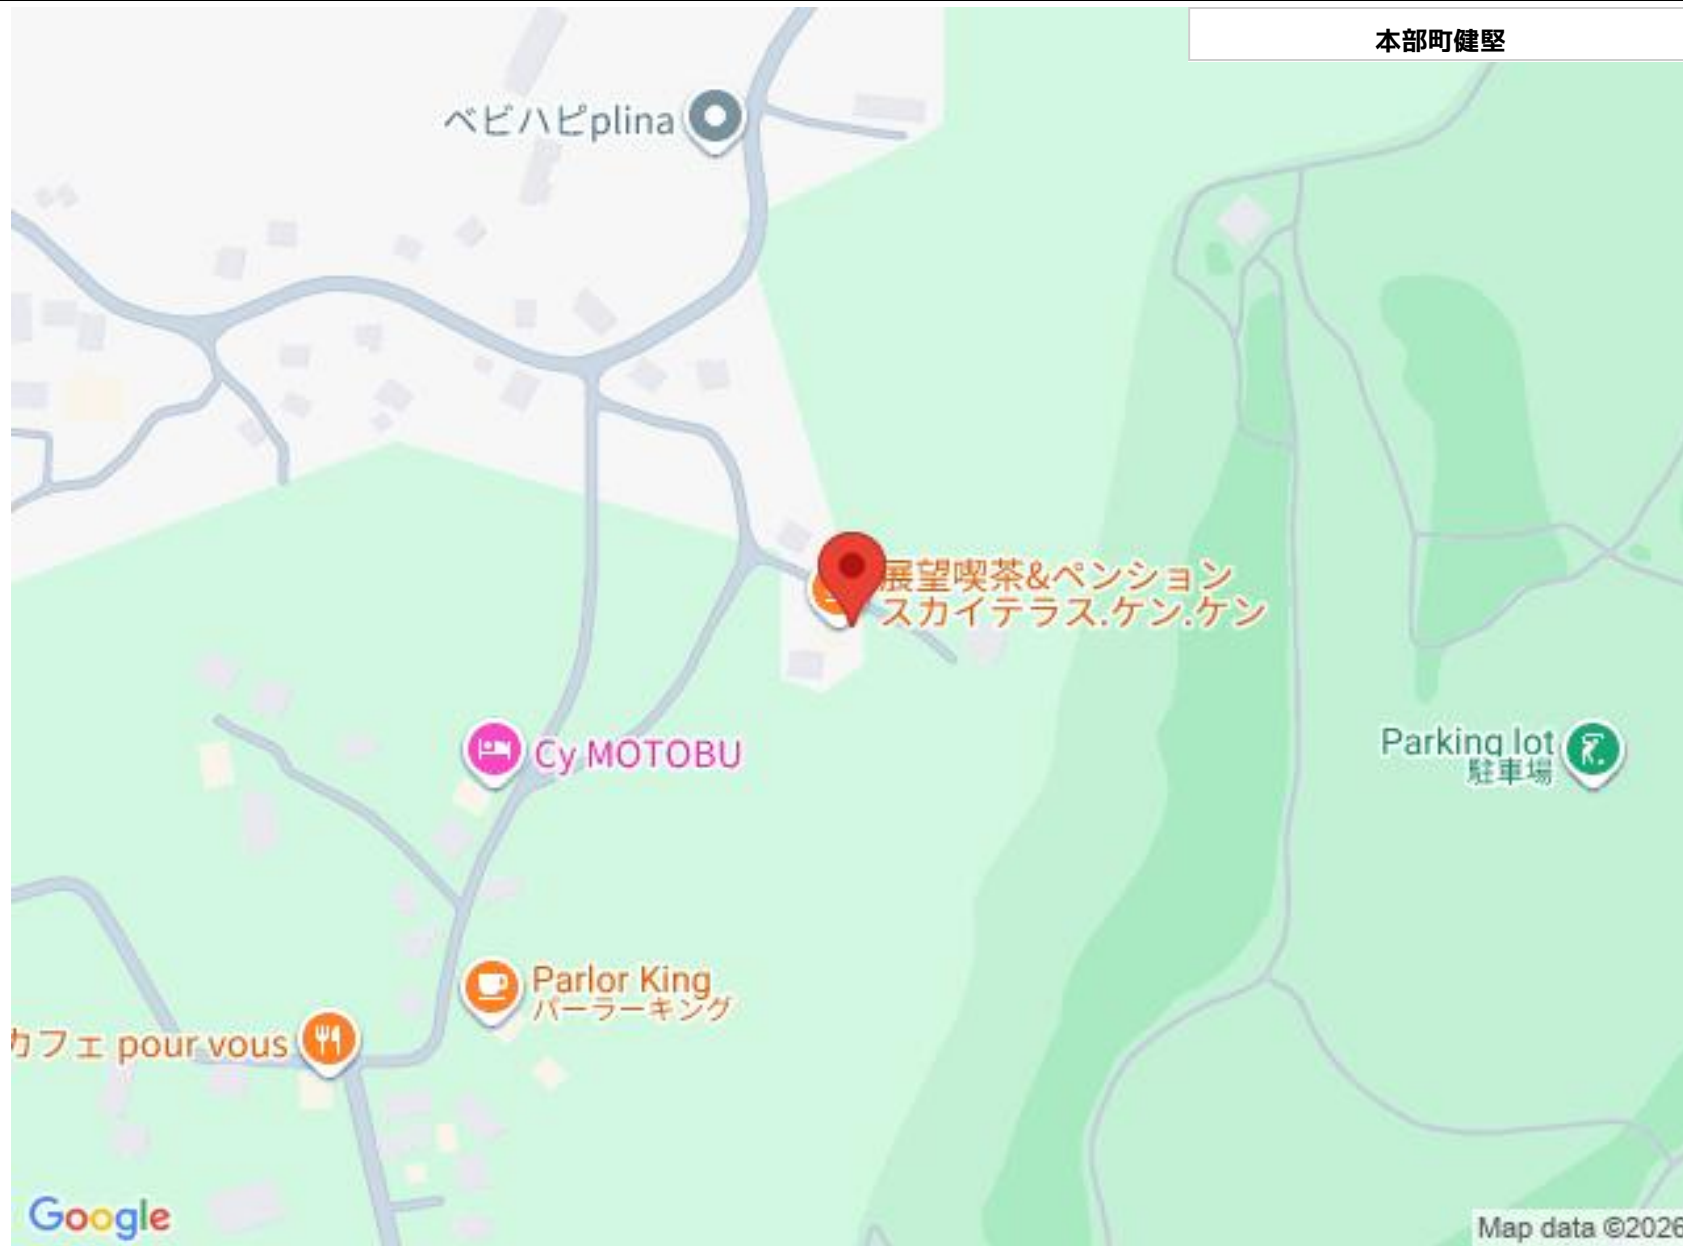 本部町健堅
ベビハピplina
展望喫茶&ペンション
スカイテラス.ケン.ケン
Cy MOTOBU
Parking lot
駐車場
Parlor King
パーラーキング
カフェ pour vous
Google
Map data ©2026